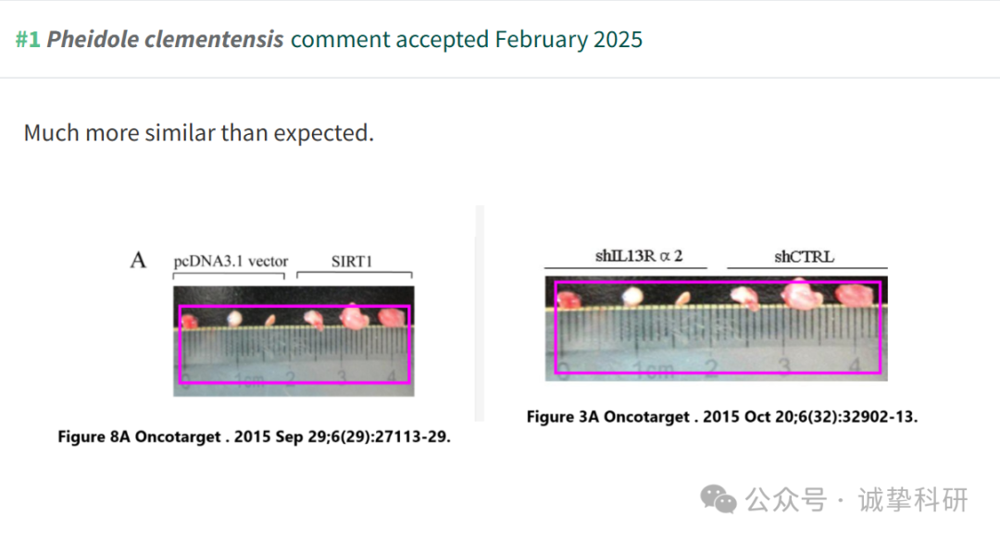 #1 Pheidole clementensis comment accepted February 2025
Much more similar than expected.
A pcDNA3.1 vector SIRT1
0 1cm 2 3 4
Figure 8A Oncotarget . 2015 Sep 29;6(29):27113-29.
shIL13Rα2 shCTRL
0 1cm 2 3 4
Figure 3A Oncotarget . 2015 Oct 20;6(32):32902-13.
公众号 · 诚挚科研